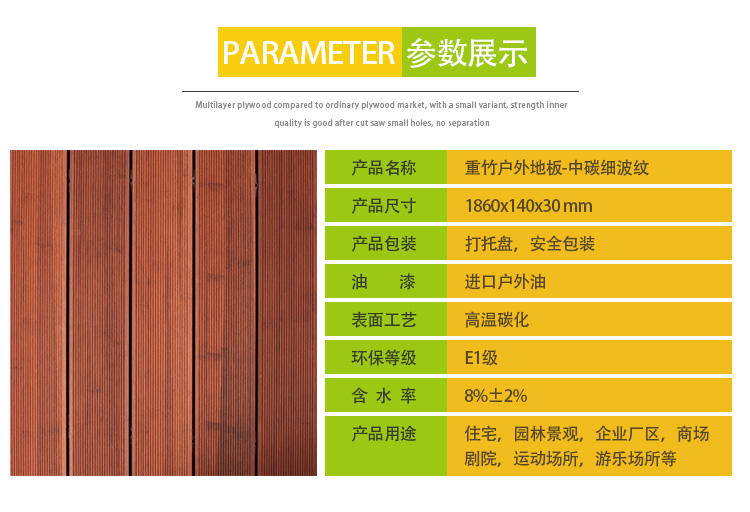 PARAMETER 参数展示
Multilayer plywood compared to ordinary plywood market, with a small variant, strength inner
quality is good after cut saw small holes, no separation
产品名称 重竹户外地板-中碳细波纹
产品尺寸 1860x140x30 mm
产品包装 打托盘，安全包装
油 漆 进口户外油
表面工艺 高温碳化
环保等级 E1级
含 水 率 8%±2%
产品用途 住宅，园林景观，企业厂区，商场
剧院，运动场所，游乐场所等